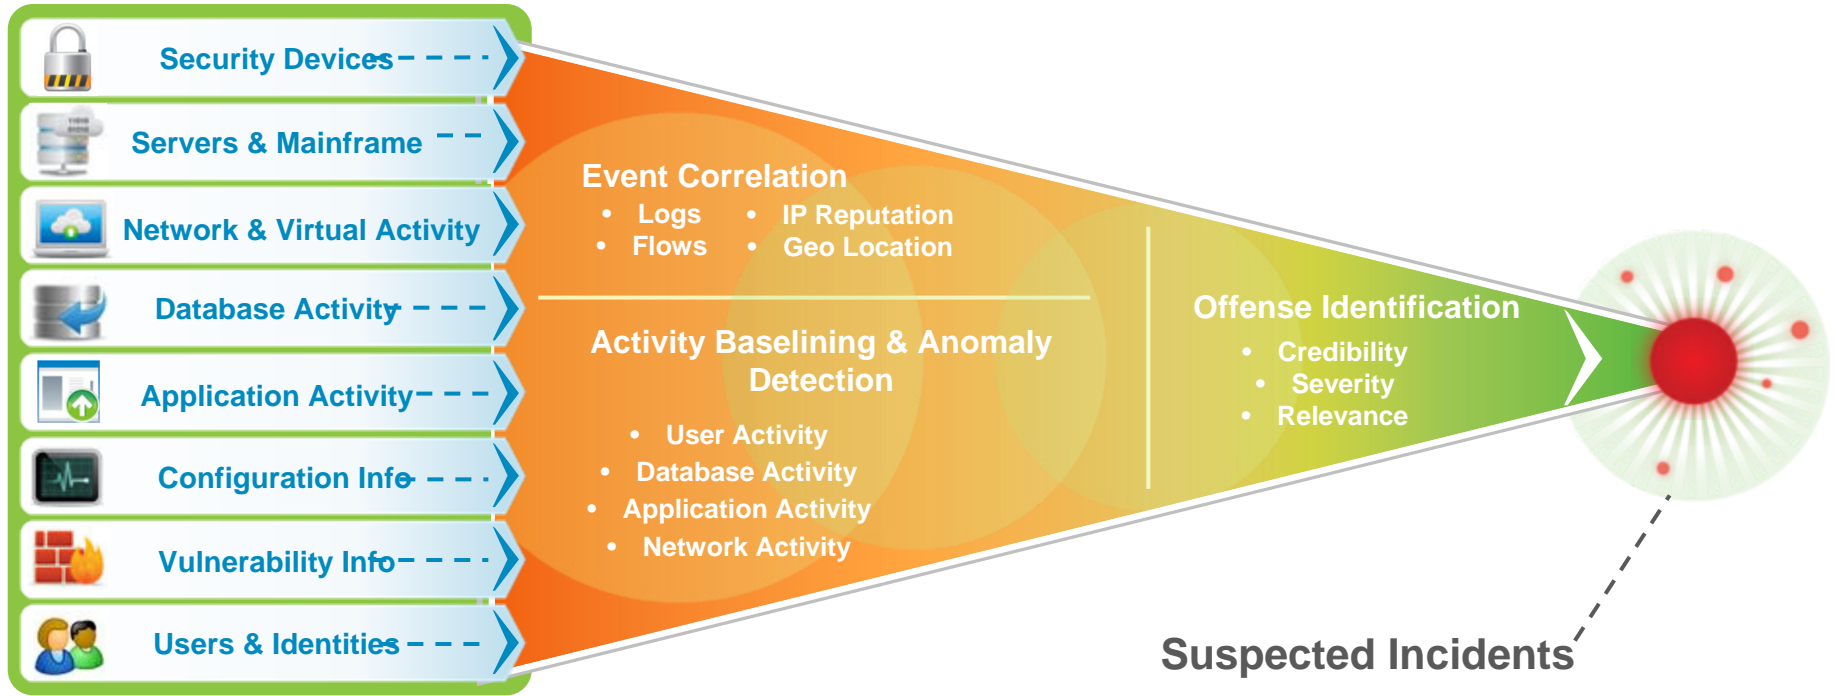 Security Devices
Servers & Mainframe
Network & Virtual Activity
Database Activity
Application Activity
Configuration Info
Vulnerability Info
Users & Identities
Event Correlation
• Logs
• Flows
• IP Reputation
• Geo Location
Activity Baselining & Anomaly
Detection
• User Activity
• Database Activity
• Application Activity
• Network Activity
Offense Identification
• Credibility
• Severity
• Relevance
Suspected Incidents